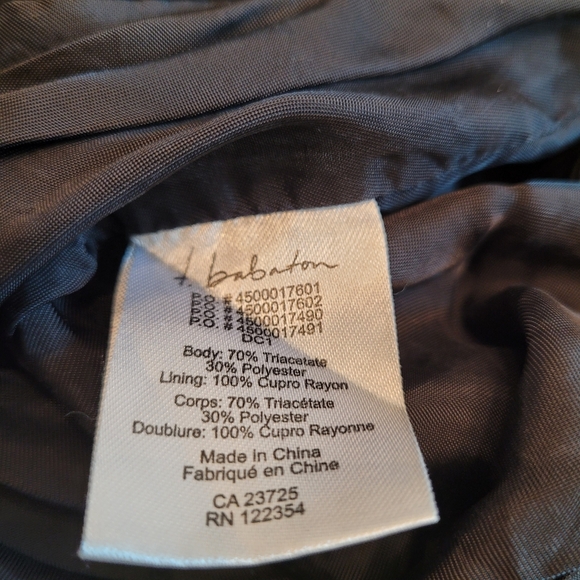 babaton
P.O. # 4500017601
P.O. # 4500017602
P.O. # 4500017490
P.O. # 4500017491
DC1
Body: 70% Triacetate
30% Polyester
Lining: 100% Cupro Rayon
Corps: 70% Triacétate
30% Polyester
Doublure: 100% Cupro Rayonne
Made in China
Fabriqué en Chine
CA 23725
RN 122354